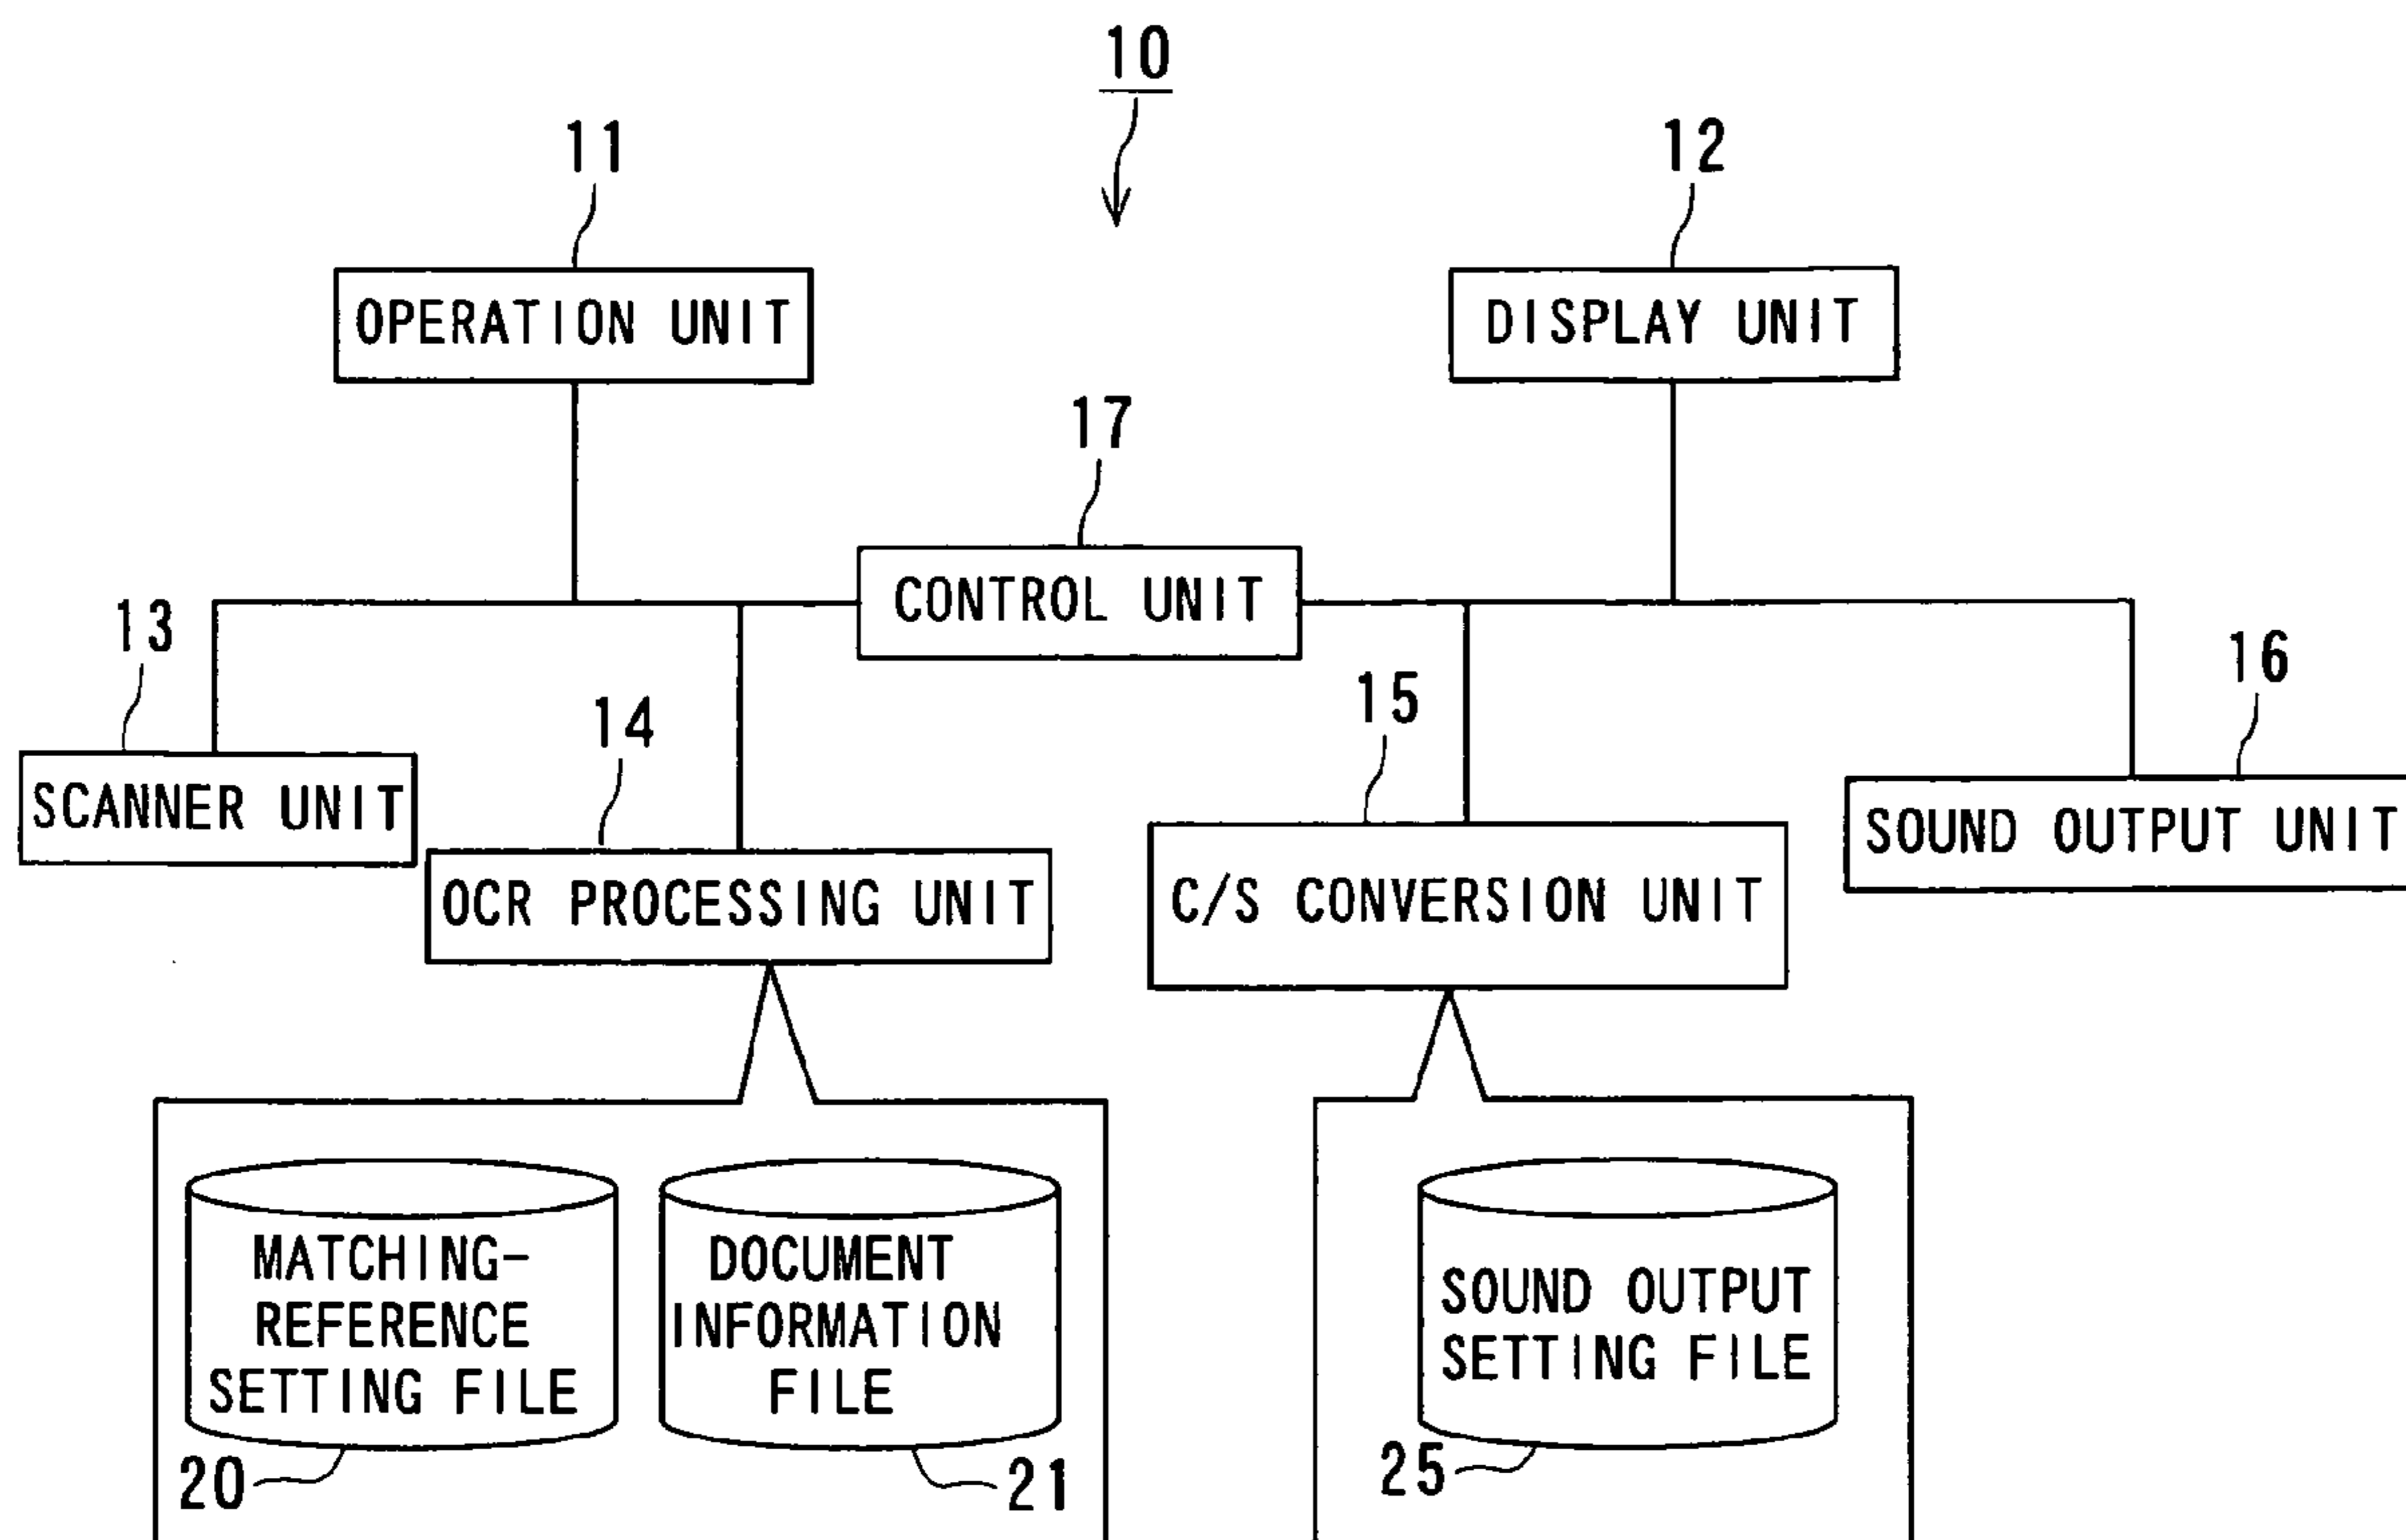 10
11
12
OPERATION UNIT
DISPLAY UNIT
17
CONTROL UNIT
13
16
14
15
SCANNER UNIT
SOUND OUTPUT UNIT
OCR PROCESSING UNIT
C/S CONVERSION UNIT
MATCHING-
REFERENCE
SETTING FILE
DOCUMENT
INFORMATION
FILE
SOUND OUTPUT
SETTING FILE
20
21
25